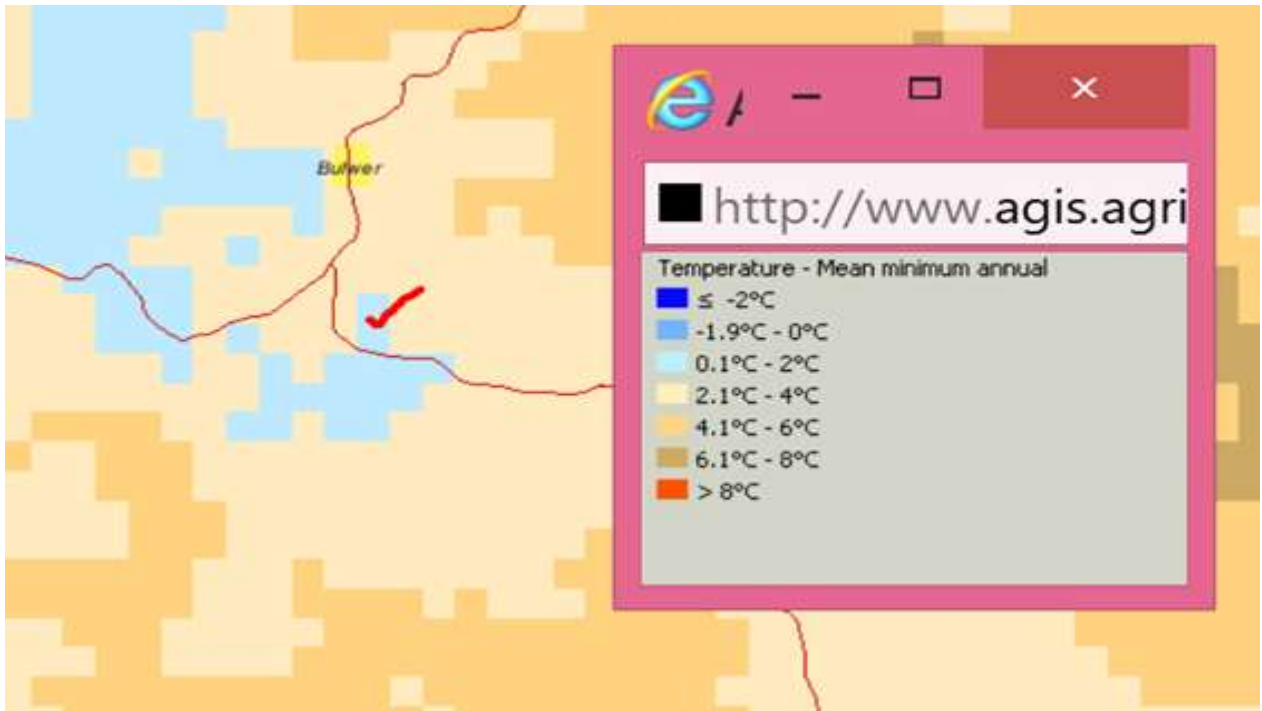 Bulwer
http://www.agis.agri
Temperature - Mean minimum annual
≤ -2°C
-1.9°C - 0°C
0.1°C - 2°C
2.1°C - 4°C
4.1°C - 6°C
6.1°C - 8°C
> 8°C